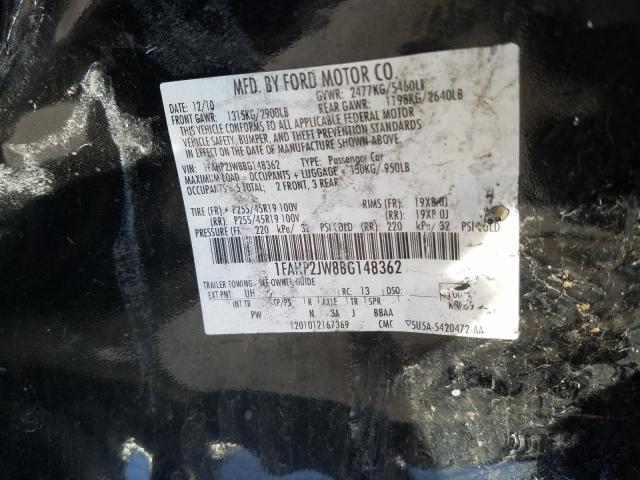 MFD. BY FORD MOTOR CO.
DATE: 12/10 GVWR: 2477KG/5460LB
FRONT GAWR: 1315KG/2900LB REAR GAWR: 1198KG/2640LB
THIS VEHICLE CONFORMS TO ALL APPLICABLE FEDERAL MOTOR
VEHICLE SAFETY, BUMPER, AND THEFT PREVENTION STANDARDS
IN EFFECT ON THE DATE OF MANUFACTURE SHOWN ABOVE.
VIN: 1FAHP2JW8BG148362 TYPE: Passenger Car
MAXIMUM LOAD = OCCUPANTS + LUGGAGE = 430KG/950LB
OCCUPANTS = 5 TOTAL; 2 FRONT, 3 REAR
TIRE (FR): P255/45R19 100V RIMS (FR): 19X8.0J
(RR): P255/45R19 100V (RR): 19X8.0J
PRESSURE (FR): 220 kPa/ 32 PSI COLD (RR): 220 kPa/ 32 PSI COLD
1FAHP2JW8BG148362
TRAILER TOWING: SEE OWNER GUIDE
EXT PNT: UH RC: 13 DSO:
INT TR TP/PS R AXLE TR SPR
PW N 3A J BBAA
12010J2167369 CMC 5U5A-5420472-AA